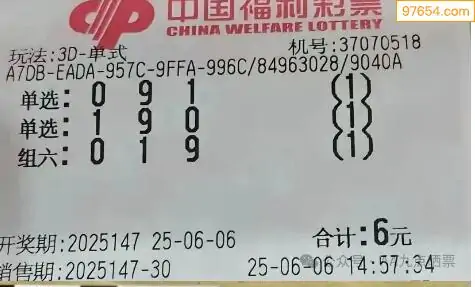 97654.com
中国福利彩票
CHINA WELFARE LOTTERY
玩法:3D-单式 机号:37070518
A7DB-EADA-957C-9FFA-996C/84963028/9040A
单选:0 9 1 (1)
单选:1 9 0 (1)
组六:0 1 9 (1)
合计:6元
开奖期:2025147 25-06-06
销售期:2025147-30 25-06-06 14:57:34